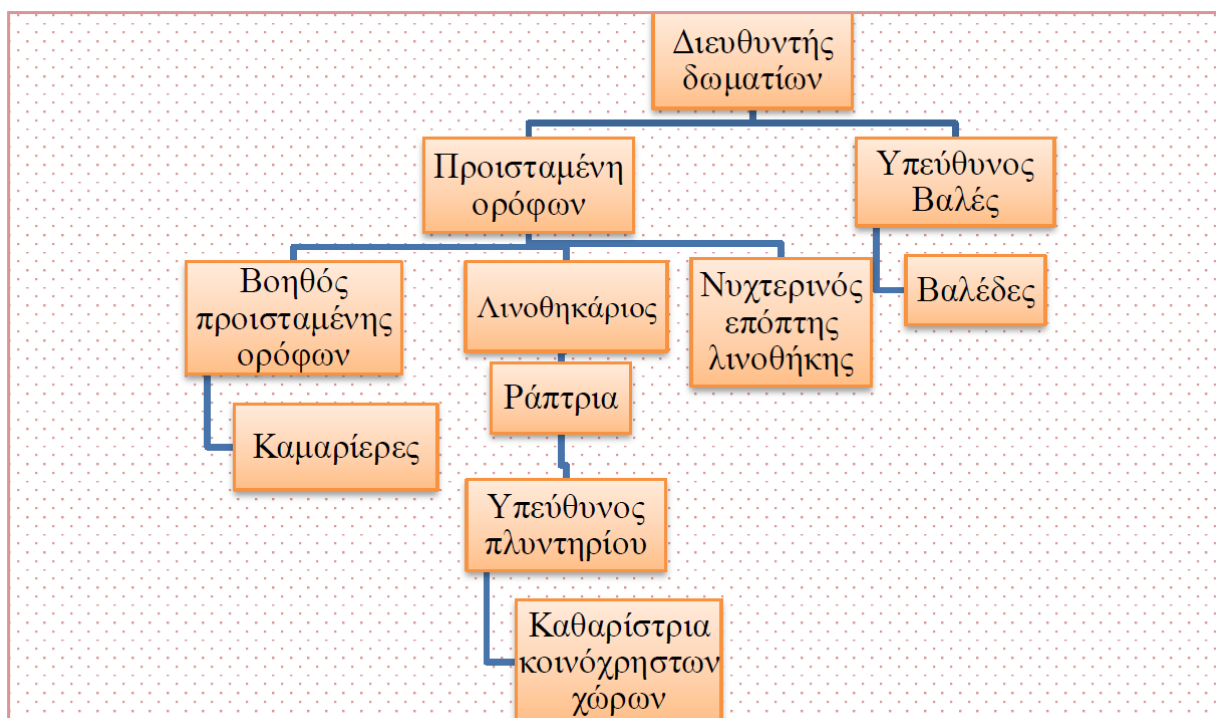 Διευθυντής
δωματίων
Προισταμένη
ορόφων
Υπεύθυνος
Βαλές
Βοηθός
προισταμένης
ορόφων
Λινοθηκάριος
Νυχτερινός
επόπτης
λινοθήκης
Βαλέδες
Ράπτρια
Καμαρίερες
Υπεύθυνος
πλυντηρίου
Καθαρίστρια
κοινόχρηστων
χώρων